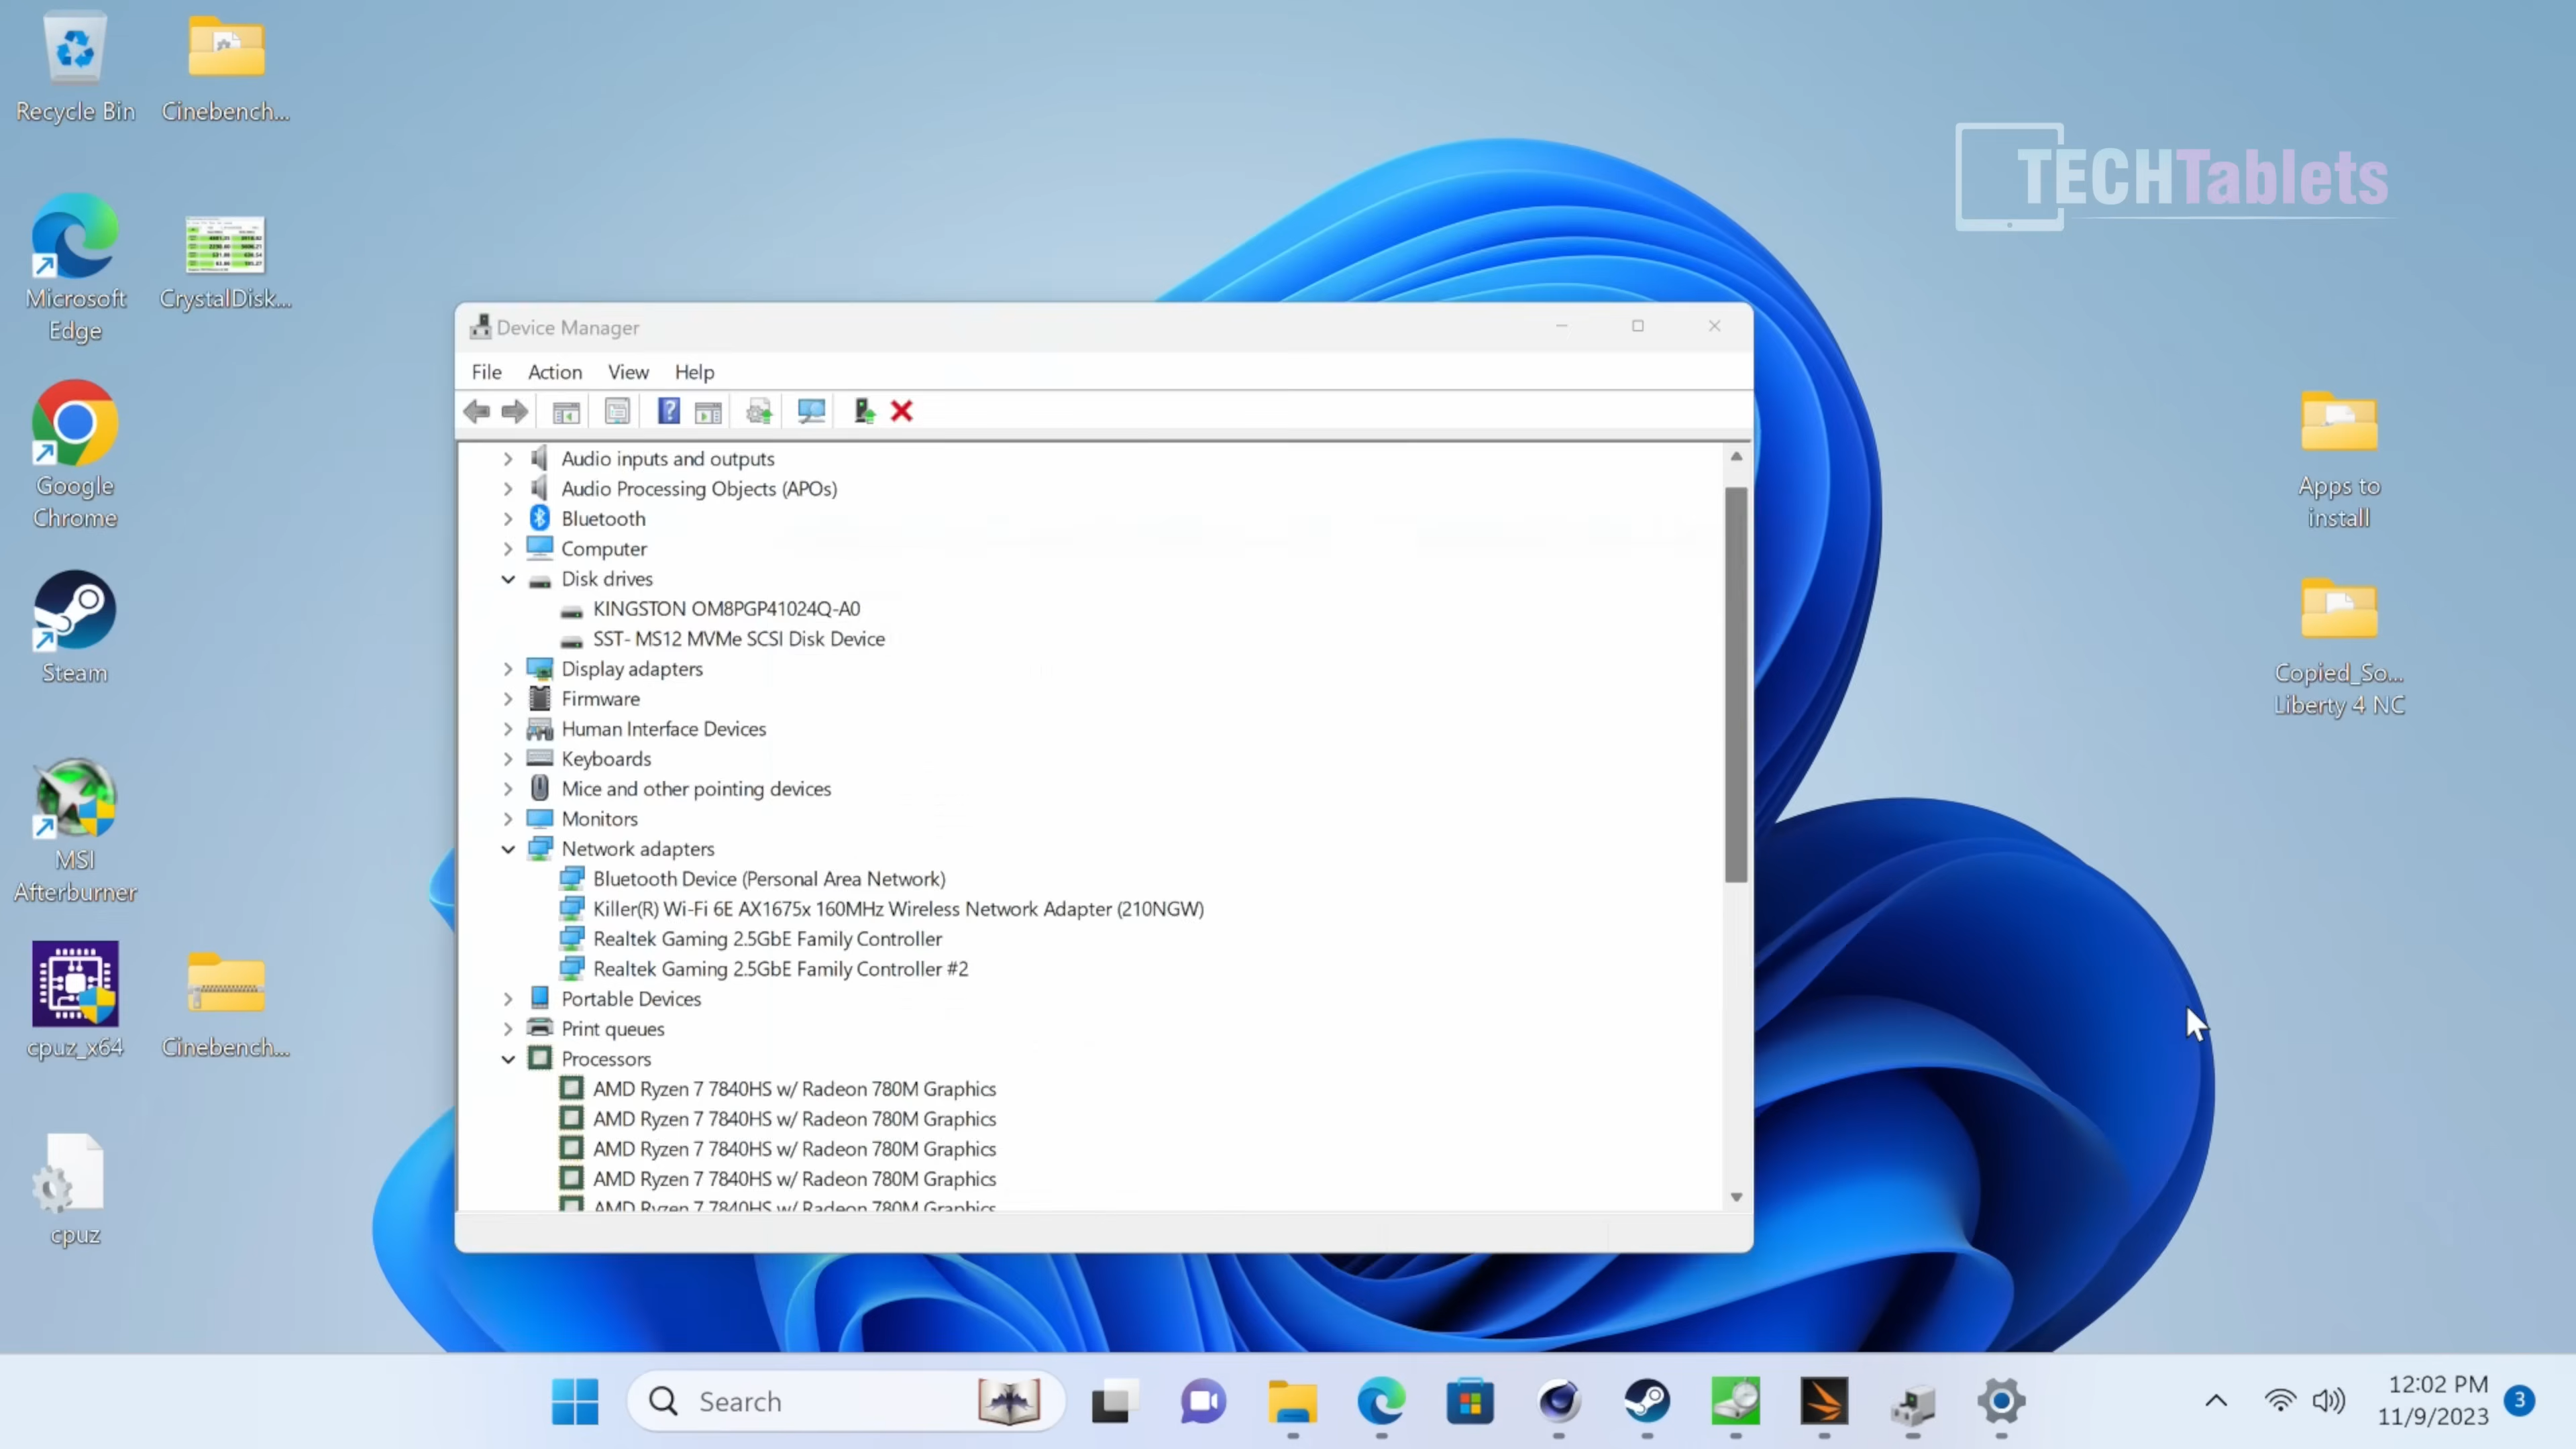 Recycle Bin
Cinebench...
TECHTablets
Microsoft
Edge
CrystalDisk...
Device Manager
File Action View Help
Google
Chrome
Audio inputs and outputs
Audio Processing Objects (APOs)
Bluetooth
Computer
Disk drives
KINGSTON OM8PGP41024Q-A0
SST- MS12 MVMe SCSI Disk Device
Display adapters
Firmware
Human Interface Devices
Keyboards
Mice and other pointing devices
Monitors
Network adapters
Bluetooth Device (Personal Area Network)
Killer(R) Wi-Fi 6E AX1675x 160MHz Wireless Network Adapter (210NGW)
Realtek Gaming 2.5GbE Family Controller
Realtek Gaming 2.5GbE Family Controller #2
Portable Devices
Print queues
Processors
AMD Ryzen 7 7840HS w/ Radeon 780M Graphics
AMD Ryzen 7 7840HS w/ Radeon 780M Graphics
AMD Ryzen 7 7840HS w/ Radeon 780M Graphics
AMD Ryzen 7 7840HS w/ Radeon 780M Graphics
AMD Ryzen 7 7840HS w/ Radeon 780M Graphics
Apps to
install
Steam
Copied_So...
Liberty 4 NC
MSI
Afterburner
cpuz_x64
Cinebench...
cpuz
Search
12:02 PM
11/9/2023
3